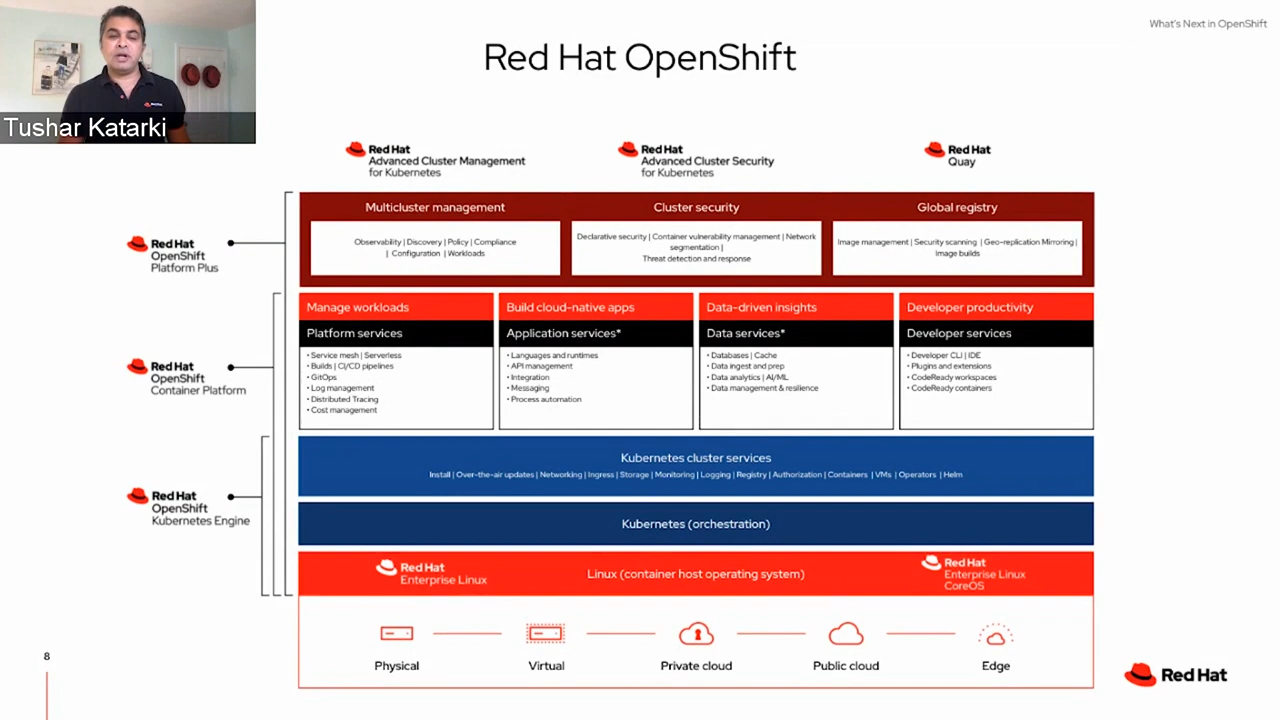 What's Next in OpenShift
Red Hat OpenShift
Tushar Katarki
Red Hat
Red Hat
Advanced Cluster Management
for Kubernetes
Red Hat
Advanced Cluster Security
for Kubernetes
Red Hat
Quay
Red Hat
OpenShift
Platform Plus
Multicluster management
Observability | Discovery | Policy | Compliance
| Configuration | Workloads
Cluster security
Declarative security | Container vulnerability management | Network
segmentation |
Threat detection and response
Global registry
Image management | Security scanning | Geo-replication Mirroring |
Image builds
Red Hat
OpenShift
Container Platform
Manage workloads
Platform services
• Service mesh | Serverless
• Builds | CI/CD pipelines
• GitOps
• Log management
• Distributed Tracing
• Cost management
Build cloud-native apps
Application services*
• Languages and runtimes
• API management
• Integration
• Messaging
• Process automation
Data-driven insights
Data services*
• Databases | Cache
• Data ingest and prep
• Data analytics | AI/ML
• Data management & resilience
Developer productivity
Developer services
• Developer CLI | IDE
• Plugins and extensions
• CodeReady workspaces
• CodeReady containers
Red Hat
OpenShift
Kubernetes Engine
Kubernetes cluster services
Install | Over-the-air updates | Networking | Ingress | Storage | Monitoring | Logging | Registry | Authorization | Containers | VMs | Operators | Helm
Kubernetes (orchestration)
Red Hat
Enterprise Linux
Linux (container host operating system)
Red Hat
Enterprise Linux
CoreOS
Physical
Virtual
Private cloud
Public cloud
Edge
8
Red Hat